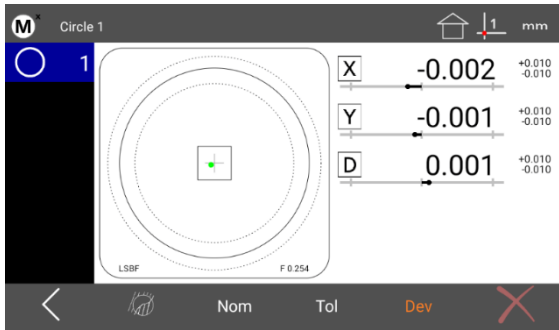 Mx Circle 1 1 mm
1
X -0.002 +0.010
-0.010
Y -0.001 +0.010
-0.010
D 0.001 +0.010
-0.010
LSBF F 0.254
Nom Tol Dev